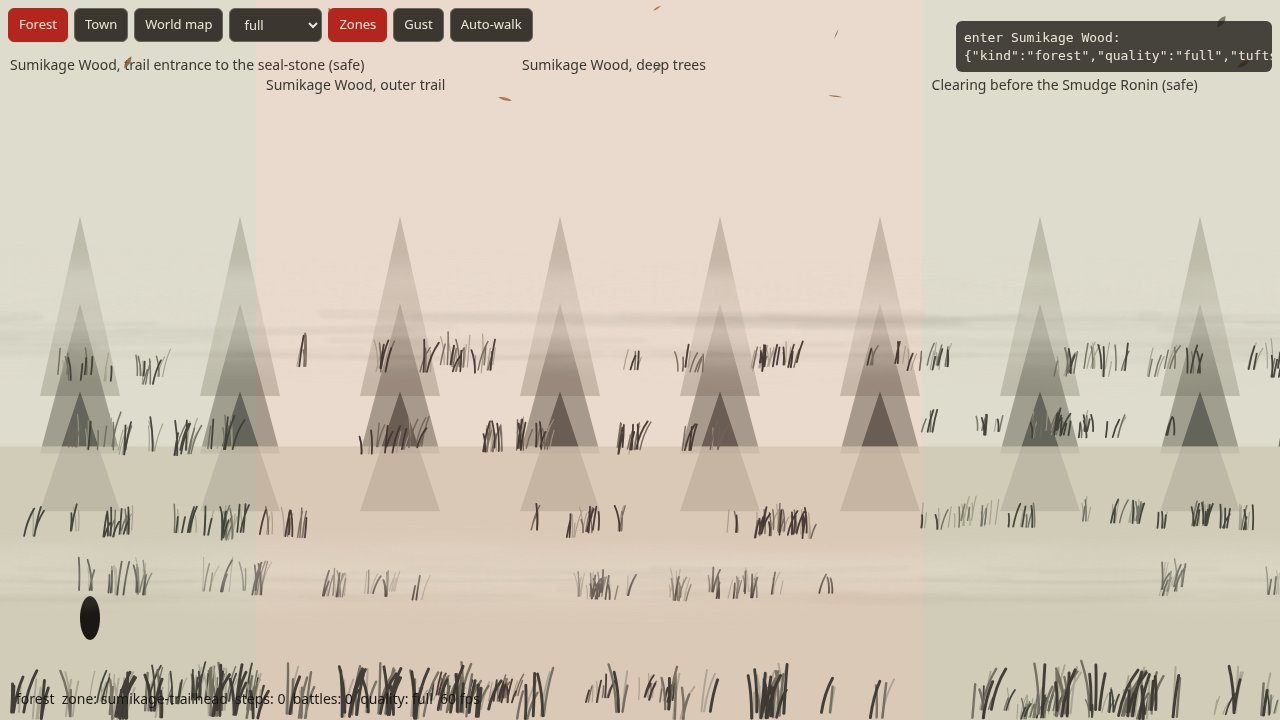 Forest Town World map full Zones Gust Auto-walk
enter Sumikage Wood:
{"kind":"forest","quality":"full","tufts
Sumikage Wood, trail entrance to the seal-stone (safe)
Sumikage Wood, deep trees
Sumikage Wood, outer trail
Clearing before the Smudge Ronin (safe)
forest zone: sumikage-trailhead steps: 0 battles: 0 quality: full 60 fps